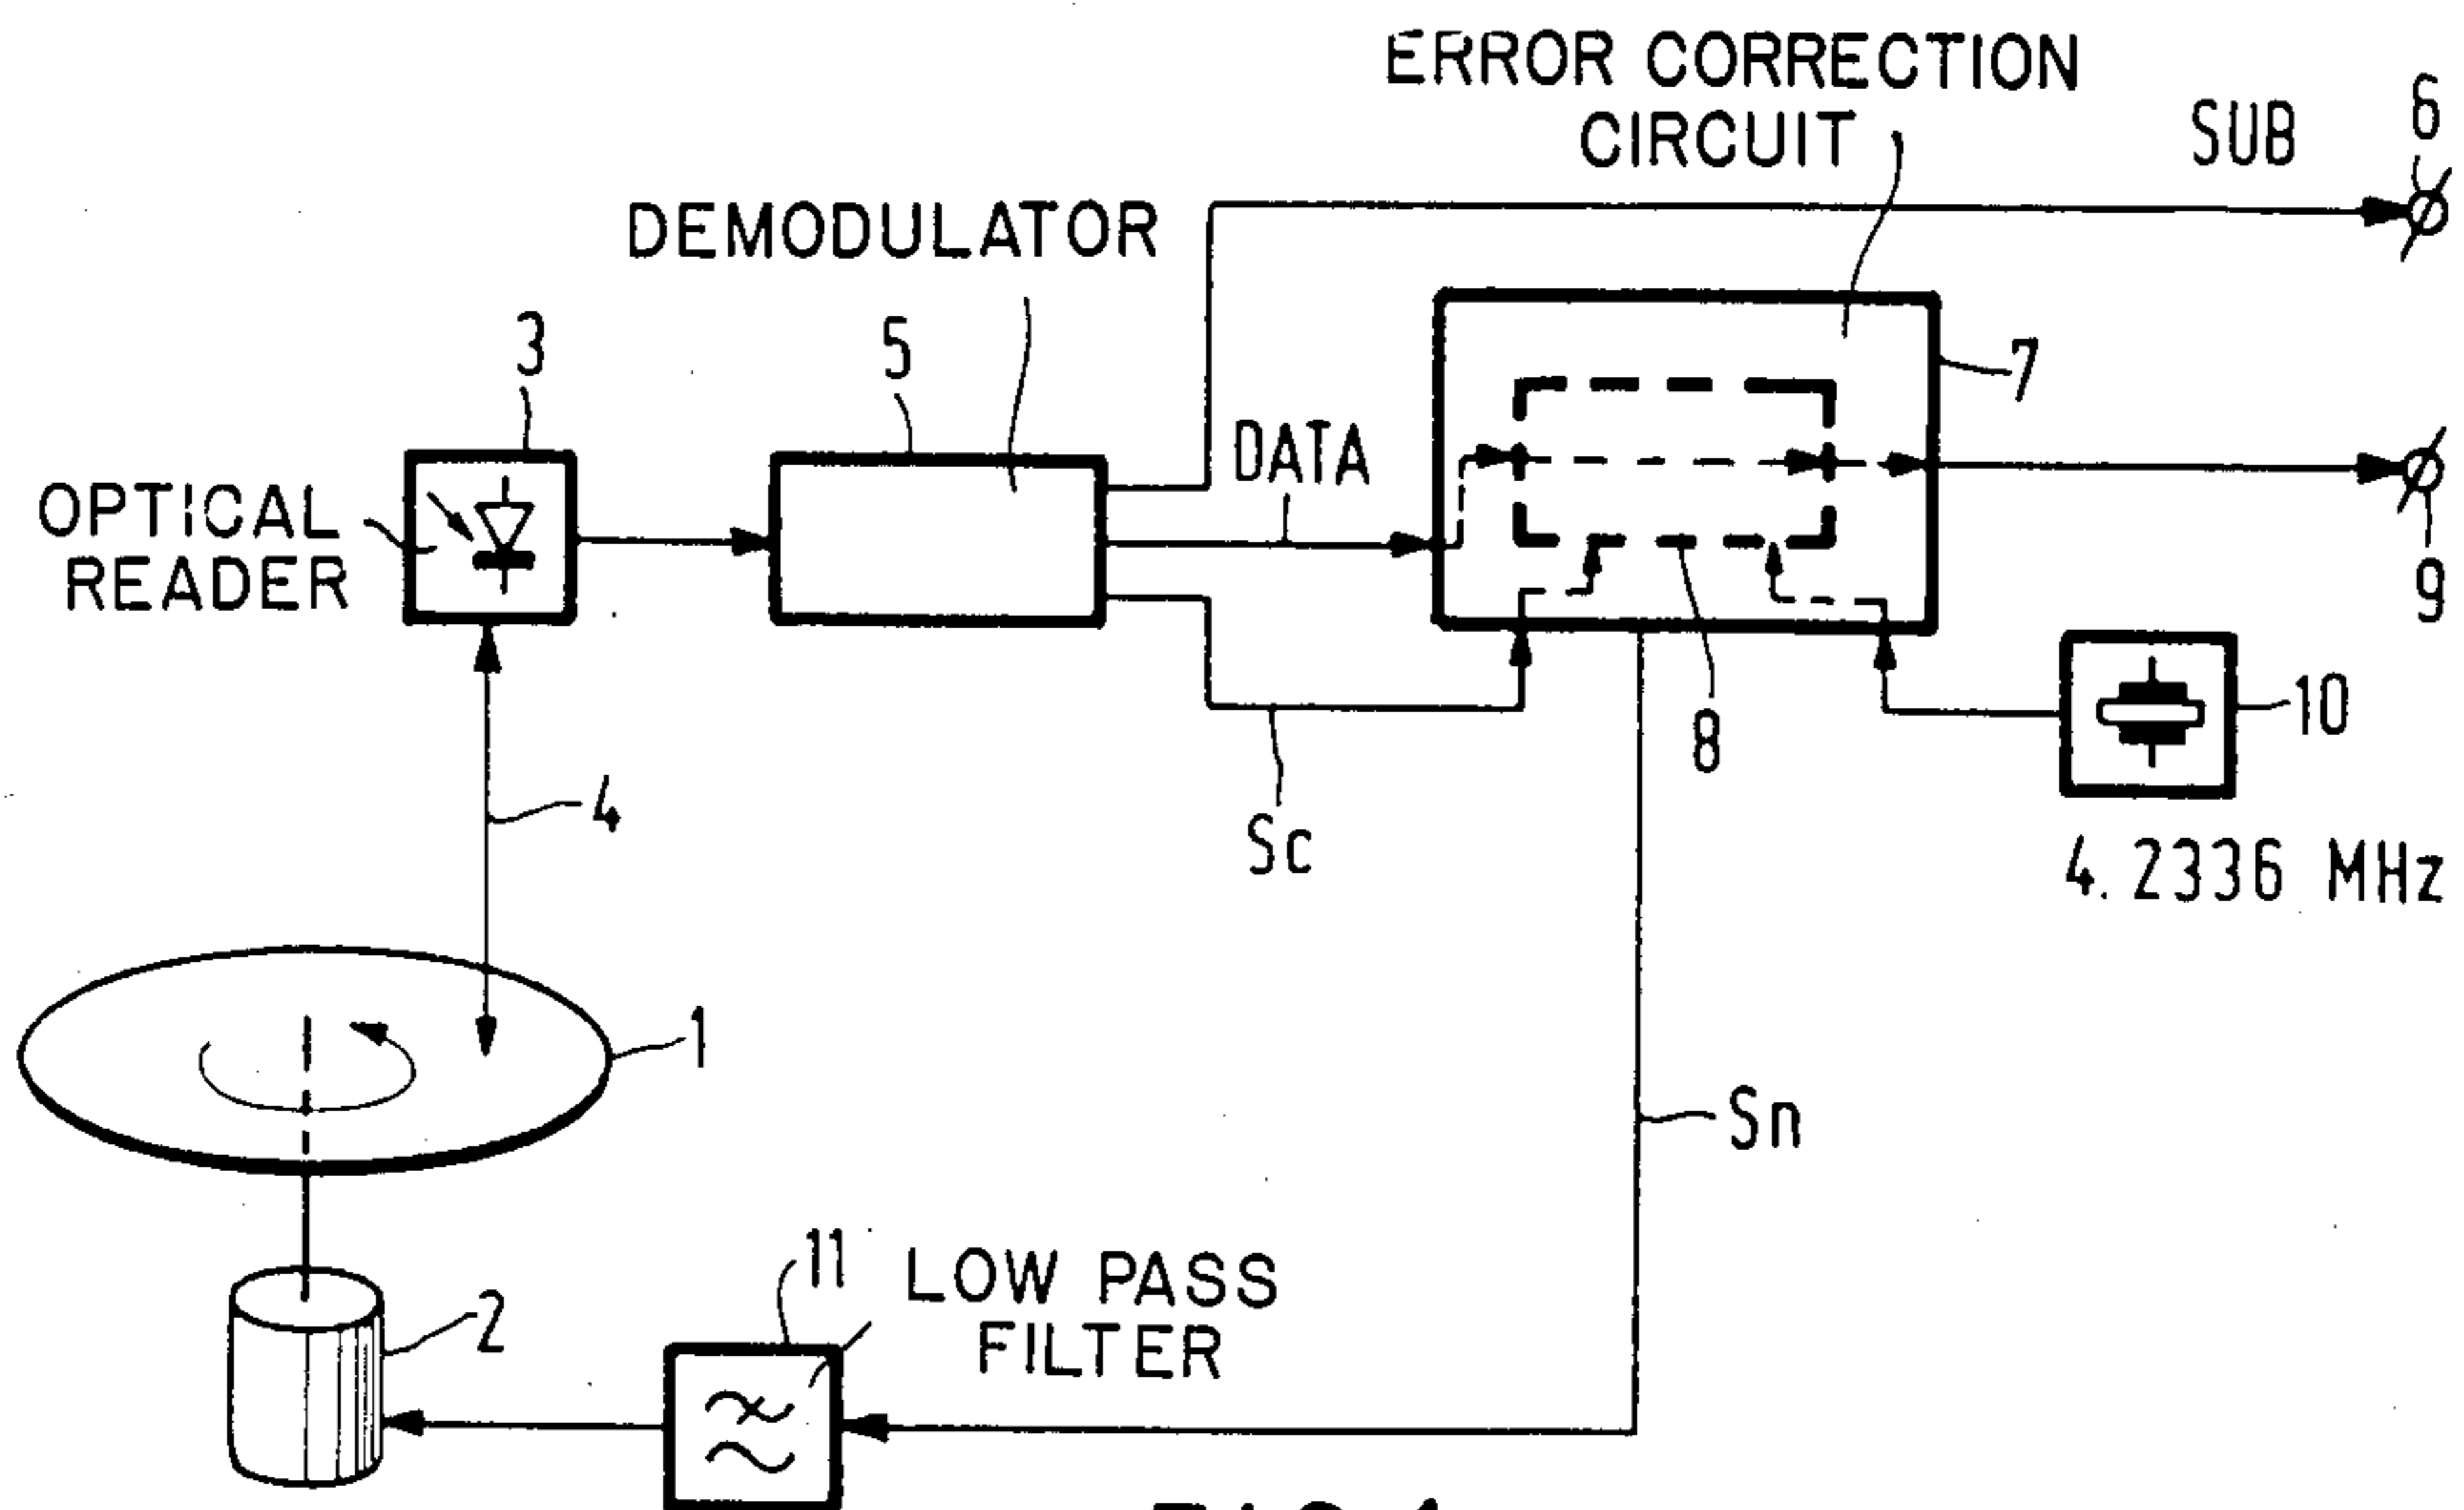 ERROR CORRECTION
CIRCUIT
SUB
6
DEMODULATOR
3
5
7
DATA
OPTICAL
READER
9
8
10
4
Sc
4.2336 MHz
1
Sn
11
LOW PASS
FILTER
2